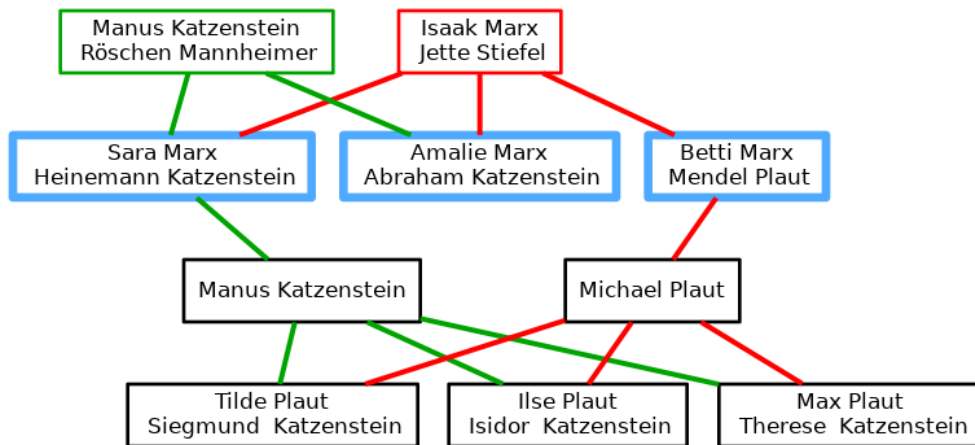 Manus Katzenstein
Röschen Mannheimer
Isaak Marx
Jette Stiefel
Sara Marx
Heinemann Katzenstein
Amalie Marx
Abraham Katzenstein
Betti Marx
Mendel Plaut
Manus Katzenstein
Michael Plaut
Tilde Plaut
Siegmund  Katzenstein
Ilse Plaut
Isidor  Katzenstein
Max Plaut
Therese  Katzenstein